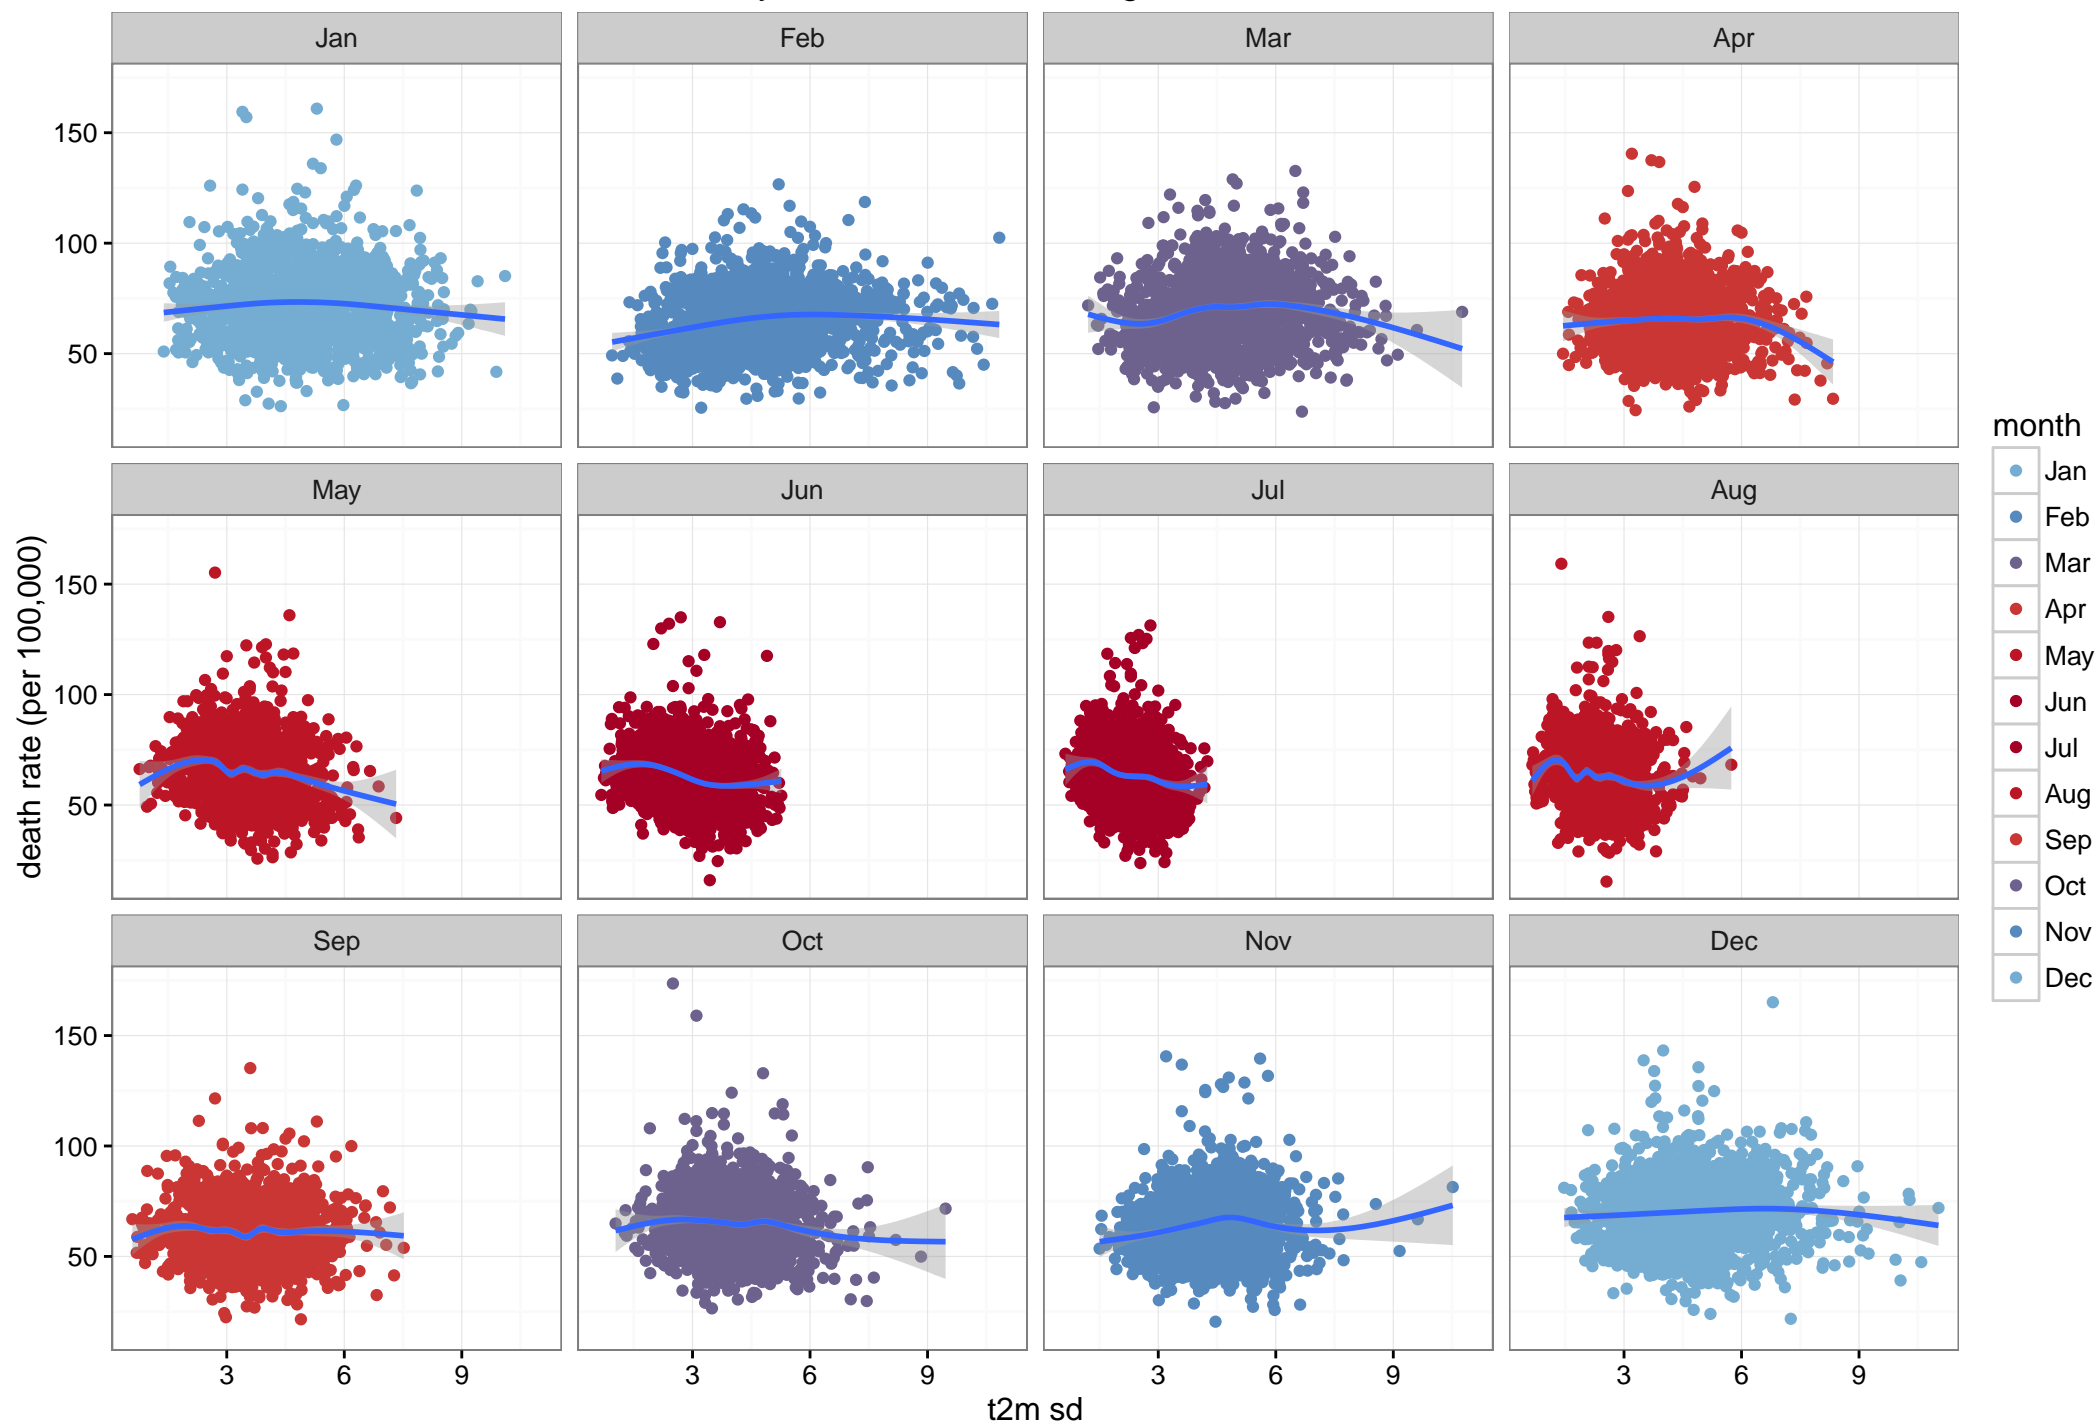 Jan Feb Mar Apr
150
100
50
May Jun Jul Aug
150
100
50
Sep Oct Nov Dec
150
100
50
3 6 9 3 6 9 3 6 9 3 6 9
t2m sd
death rate (per 100,000)
month
Jan
Feb
Mar
Apr
May
Jun
Jul
Aug
Sep
Oct
Nov
Dec